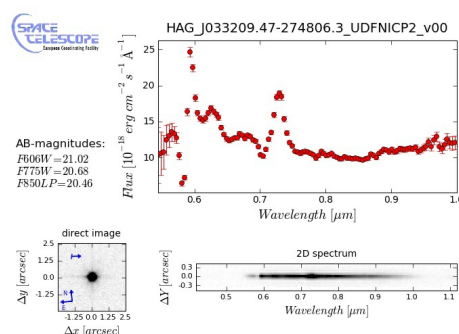 SPACE
TELESCOPE
European Coordinating Facility
HAG_J033209.47-274806.3_UDFNICP2_v00
AB-magnitudes:
F606W=21.02
F775W=20.68
F850LP=20.46
Flux [10⁻¹⁸ erg cm⁻² s⁻¹ Å⁻¹]
25
20
15
10
0.6 0.7 0.8 0.9 1.0
Wavelength [μm]
direct image
Δy [arcsec]
1.25
0.0
-1.25
N
E
-2.5 -1.25 0.0 1.25 2.5
Δx [arcsec]
2D spectrum
ΔY [arcsec]
0.3
0.0
-0.3
0.5 0.6 0.7 0.8 0.9 1.0 1.1
Wavelength [μm]